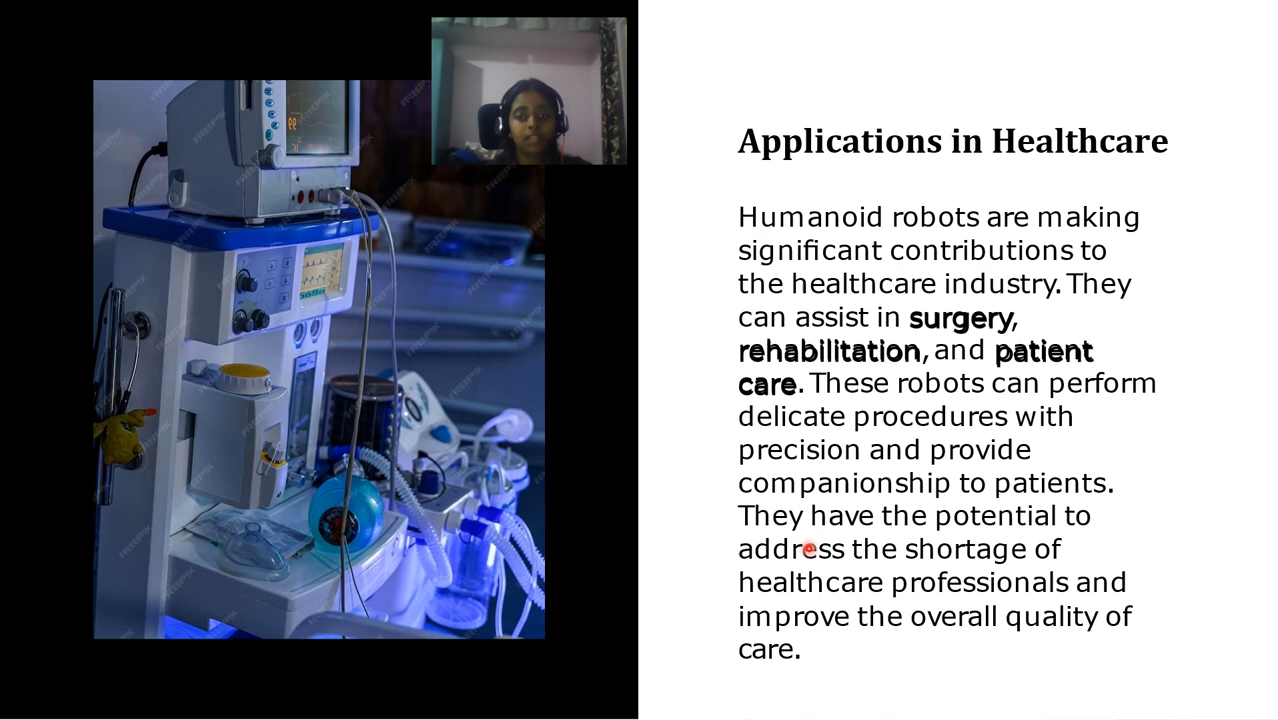 Applications in Healthcare
Humanoid robots are making
significant contributions to
the healthcare industry. They
can assist in surgery,
rehabilitation, and patient
care. These robots can perform
delicate procedures with
precision and provide
companionship to patients.
They have the potential to
address the shortage of
healthcare professionals and
improve the overall quality of
care.